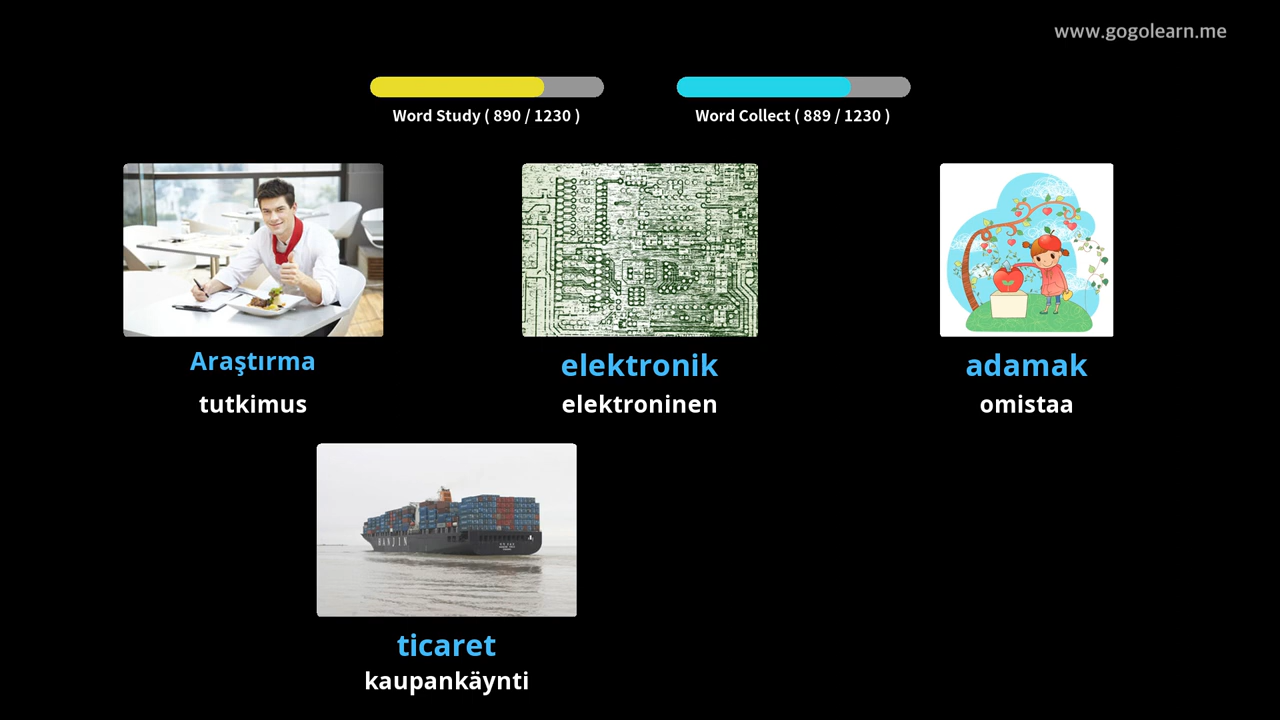 www.gogolearn.me
Word Study ( 890 / 1230 )
Word Collect ( 889 / 1230 )
Araştırma
elektronik
adamak
tutkimus
elektroninen
omistaa
HANJIN
ticaret
kaupankäynti